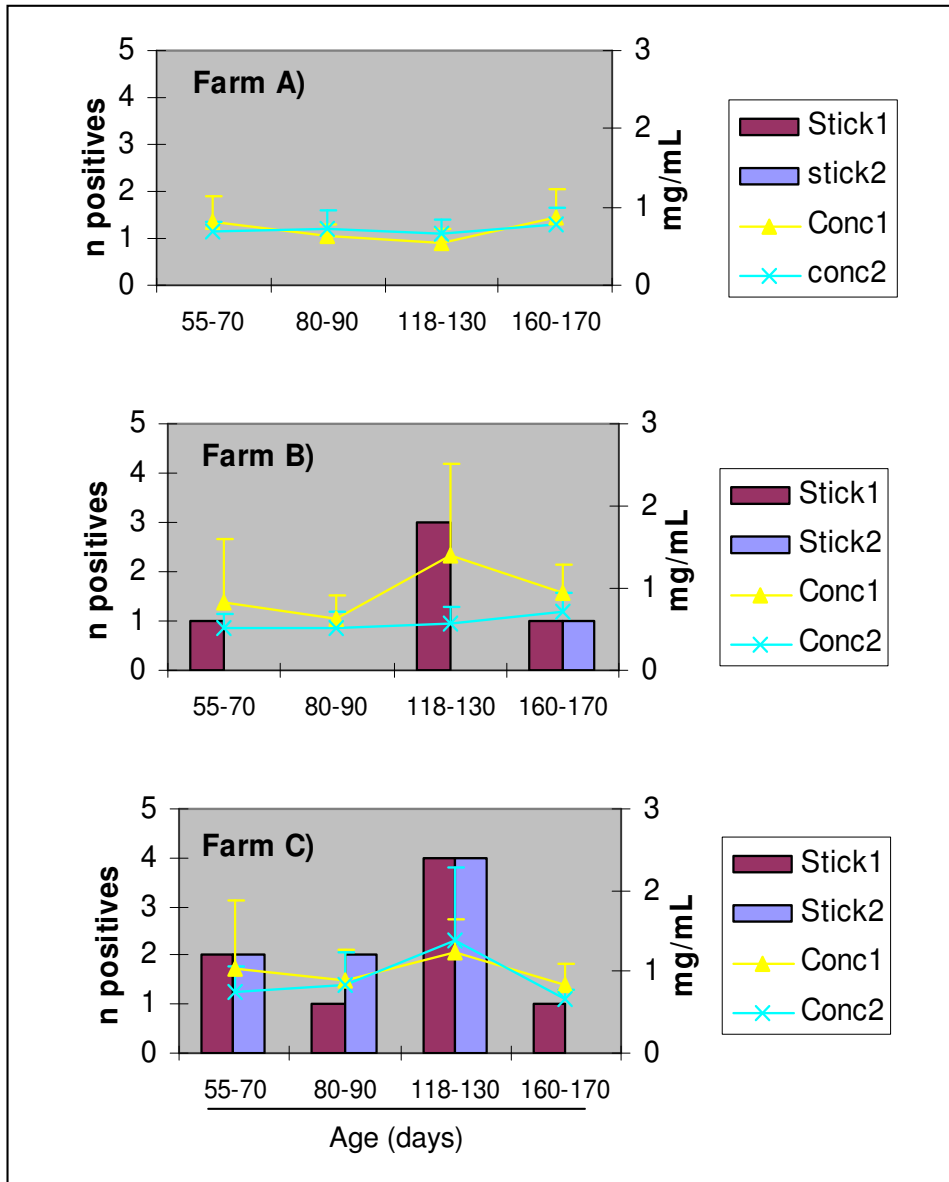 Farm A)
n positives
5
4
3
2
1
0
3
2
1
0
mg/mL
55-70 80-90 118-130 160-170
Stick1
stick2
Conc1
conc2
Farm B)
n positives
5
4
3
2
1
0
3
2
1
0
mg/mL
55-70 80-90 118-130 160-170
Stick1
Stick2
Conc1
Conc2
Farm C)
n positives
5
4
3
2
1
0
3
2
1
0
mg/mL
55-70 80-90 118-130 160-170
Age (days)
Stick1
Stick2
Conc1
Conc2